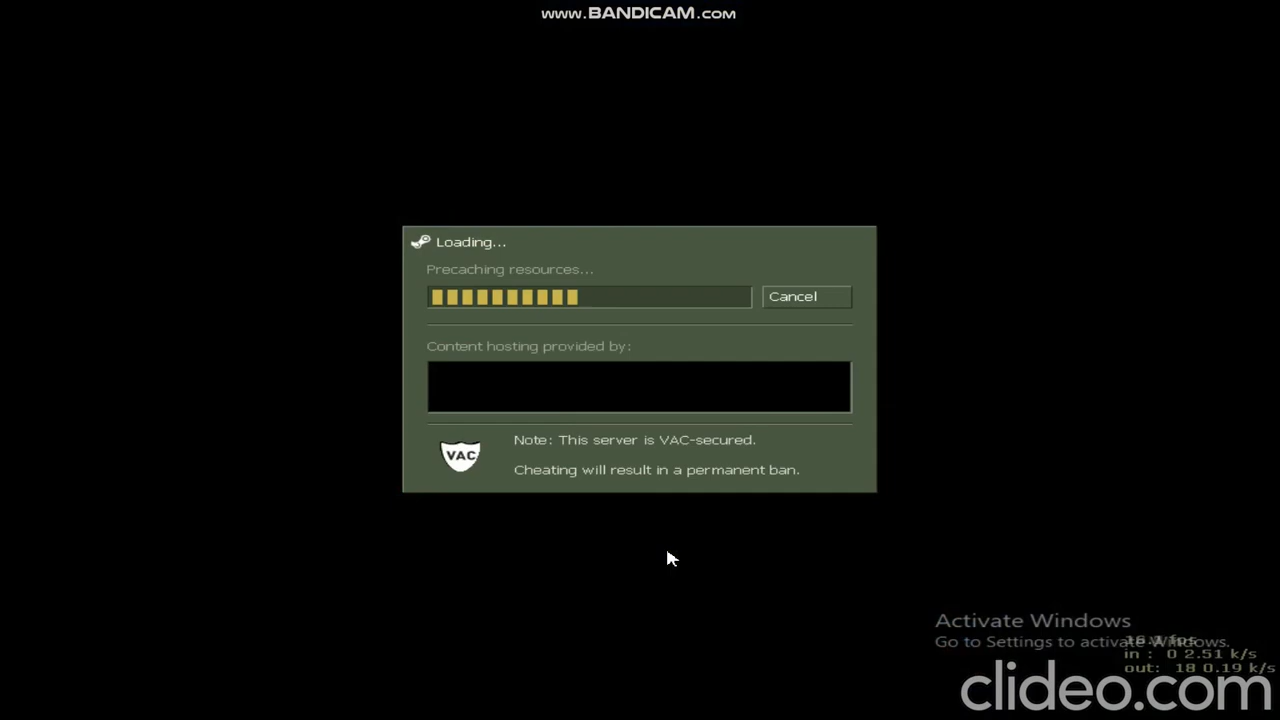 www.BANDICAM.com
Loading...
Precaching resources...
Cancel
Content hosting provided by:
VAC
Note: This server is VAC-secured.
Cheating will result in a permanent ban.
Activate Windows
Go to Settings to activate Windows.
fps
in : 0 2.51 k/s
out: 18 0.19 k/s
clideo.com